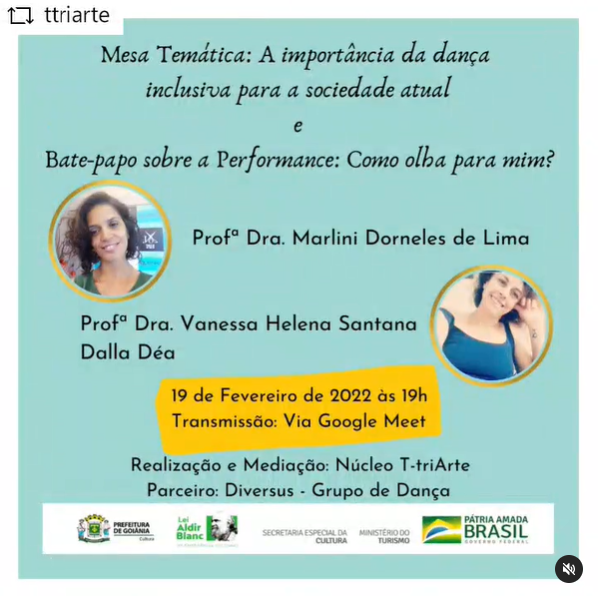 ttriarte
Mesa Temática: A importância da dança
inclusiva para a sociedade atual
e
Bate-papo sobre a Performance: Como olha para mim?
Profª Dra. Marlini Dorneles de Lima
Profª Dra. Vanessa Helena Santana
Dalla Déa
19 de Fevereiro de 2022 às 19h
Transmissão: Via Google Meet
Realização e Mediação: Núcleo T-triArte
Parceiro: Diversus - Grupo de Dança
PREFEITURA
DE GOIÂNIA
Cultura
Lei
Aldir
Blanc
SECRETARIA ESPECIAL DA
CULTURA
MINISTÉRIO DO
TURISMO
PÁTRIA AMADA
BRASIL
GOVERNO FEDERAL